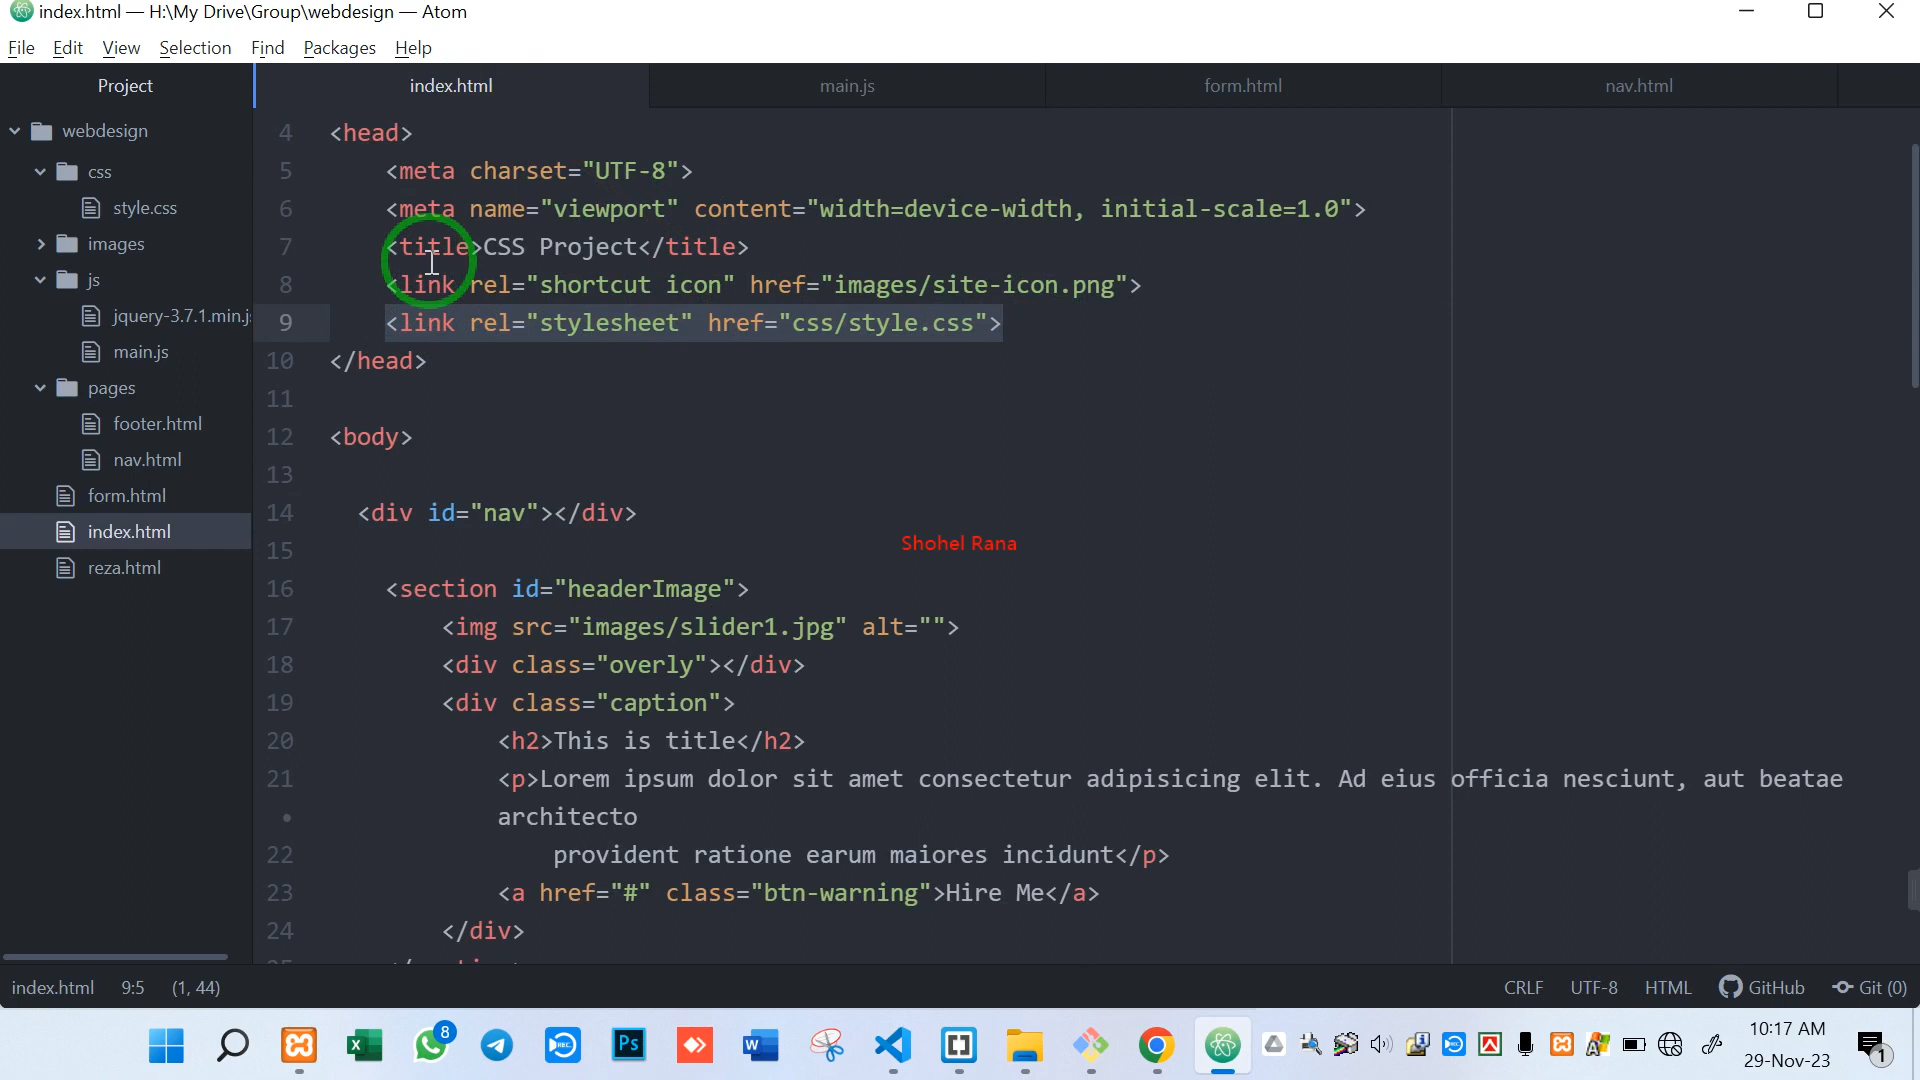 index.html — H:\My Drive\Group\webdesign — Atom
File Edit View Selection Find Packages Help
Project
index.html
main.js
form.html
nav.html
webdesign
css
style.css
images
js
jquery-3.7.1.min.j
main.js
pages
footer.html
nav.html
form.html
index.html
reza.html
4 <head>
5 <meta charset="UTF-8">
6 <meta name="viewport" content="width=device-width, initial-scale=1.0">
7 <title>CSS Project</title>
8 <link rel="shortcut icon" href="images/site-icon.png">
9 <link rel="stylesheet" href="css/style.css">
10 </head>
11
12 <body>
13
14 <div id="nav"></div>
15
Shohel Rana
16 <section id="headerImage">
17 <img src="images/slider1.jpg" alt="">
18 <div class="overly"></div>
19 <div class="caption">
20 <h2>This is title</h2>
21 <p>Lorem ipsum dolor sit amet consectetur adipisicing elit. Ad eius officia nesciunt, aut beatae
• architecto
22 provident ratione earum maiores incidunt</p>
23 <a href="#" class="btn-warning">Hire Me</a>
24 </div>
index.html 9:5 (1, 44)
CRLF UTF-8 HTML GitHub Git (0)
8
REC
Ps
10:17 AM
29-Nov-23
1